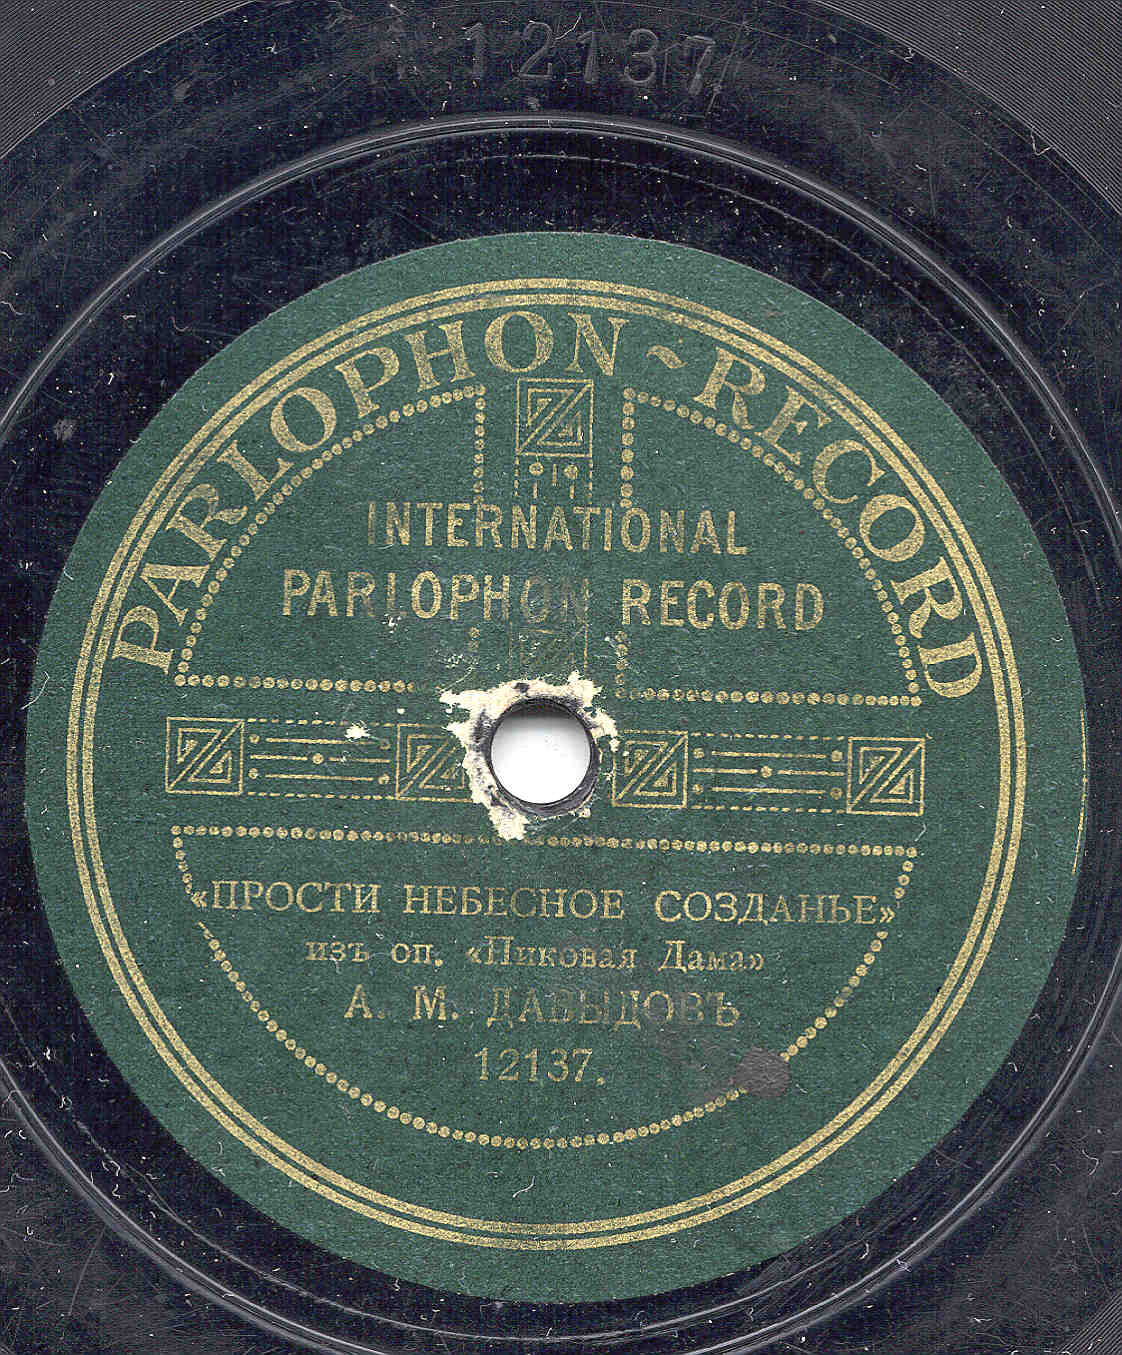 12137
PARLOPHON ~ RECORD
INTERNATIONAL
PARLOPHON RECORD
«ПРОСТИ НЕБЕСНОЕ СОЗДАНЬЕ»
изъ оп. «Пиковая Дама»
А. М. ДАВЫДОВЪ
12137.